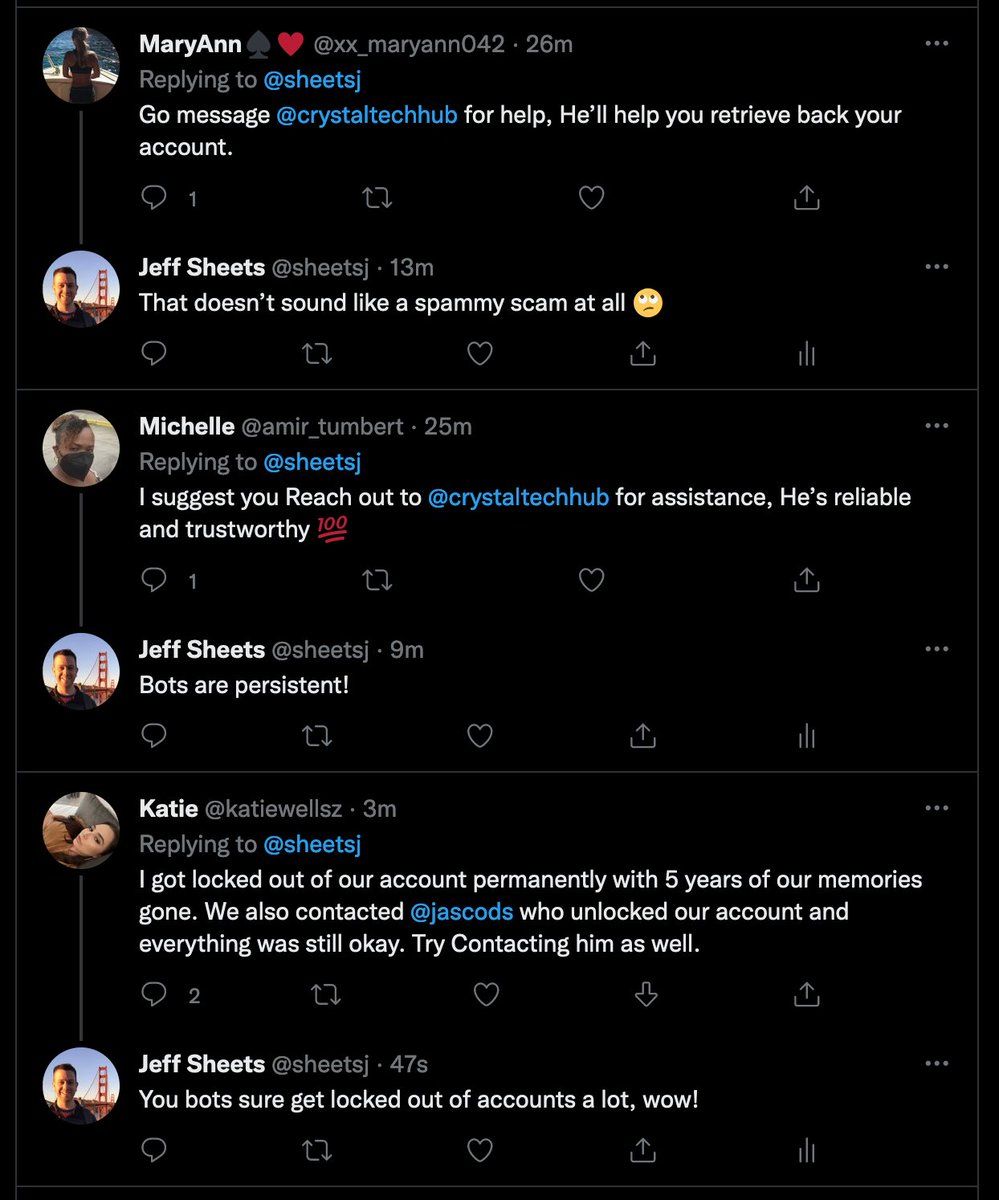 MaryAnn♠️❤️ @xx_maryann042 · 26m
Replying to @sheetsj
Go message @crystaltechhub for help, He’ll help you retrieve back your
account.
1
Jeff Sheets @sheetsj · 13m
That doesn’t sound like a spammy scam at all 🙄
Michelle @amir_tumbert · 25m
Replying to @sheetsj
I suggest you Reach out to @crystaltechhub for assistance, He’s reliable
and trustworthy 💯
1
Jeff Sheets @sheetsj · 9m
Bots are persistent!
Katie @katiewellsz · 3m
Replying to @sheetsj
I got locked out of our account permanently with 5 years of our memories
gone. We also contacted @jascods who unlocked our account and
everything was still okay. Try Contacting him as well.
2
Jeff Sheets @sheetsj · 47s
You bots sure get locked out of accounts a lot, wow!